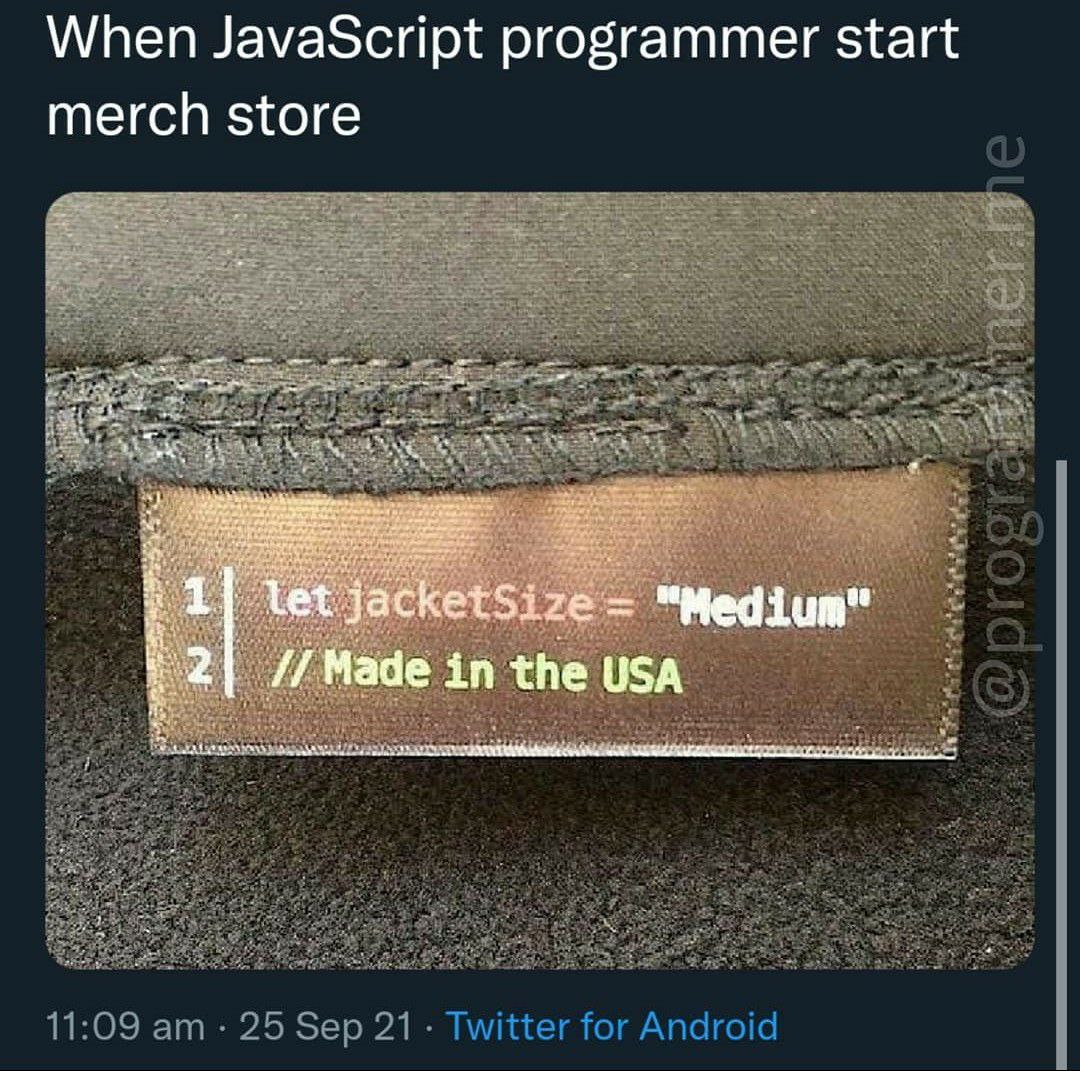 When JavaScript programmer start
merch store
1 let jacketSize = "Medium"
2 // Made in the USA
@programmer.me
11:09 am · 25 Sep 21 · Twitter for Android